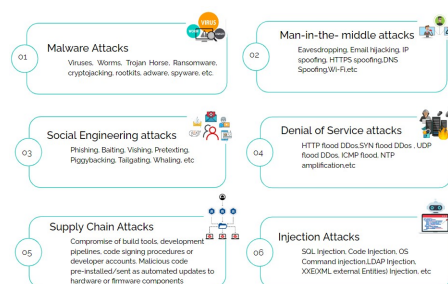 VIRUS
01
Malware Attacks
Viruses, Worms, Trojan Horse, Ransomware,
cryptojacking, rootkits, adware, spyware, etc.
02
Man-in-the- middle attacks
Eavesdropping, Email hijacking, IP
spoofing, HTTPS spoofing,DNS
Spoofing,Wi-Fi,etc
03
Social Engineering attacks
Phishing, Baiting, Vishing, Pretexting,
Piggybacking, Tailgating, Whaling, etc
04
Denial of Service attacks
HTTP flood DDos,SYN flood DDos , UDP
flood DDos, ICMP flood, NTP
amplification,etc
05
Supply Chain Attacks
Compromise of build tools, development
pipelines, code signing procedures or
developer accounts. Malicious code
pre-installed/sent as automated updates to
hardware or firmware components
06
Injection Attacks
SQL Injection, Code Injection, OS
Command injection,LDAP Injection,
XXE(XML external Entities) Injection, etc